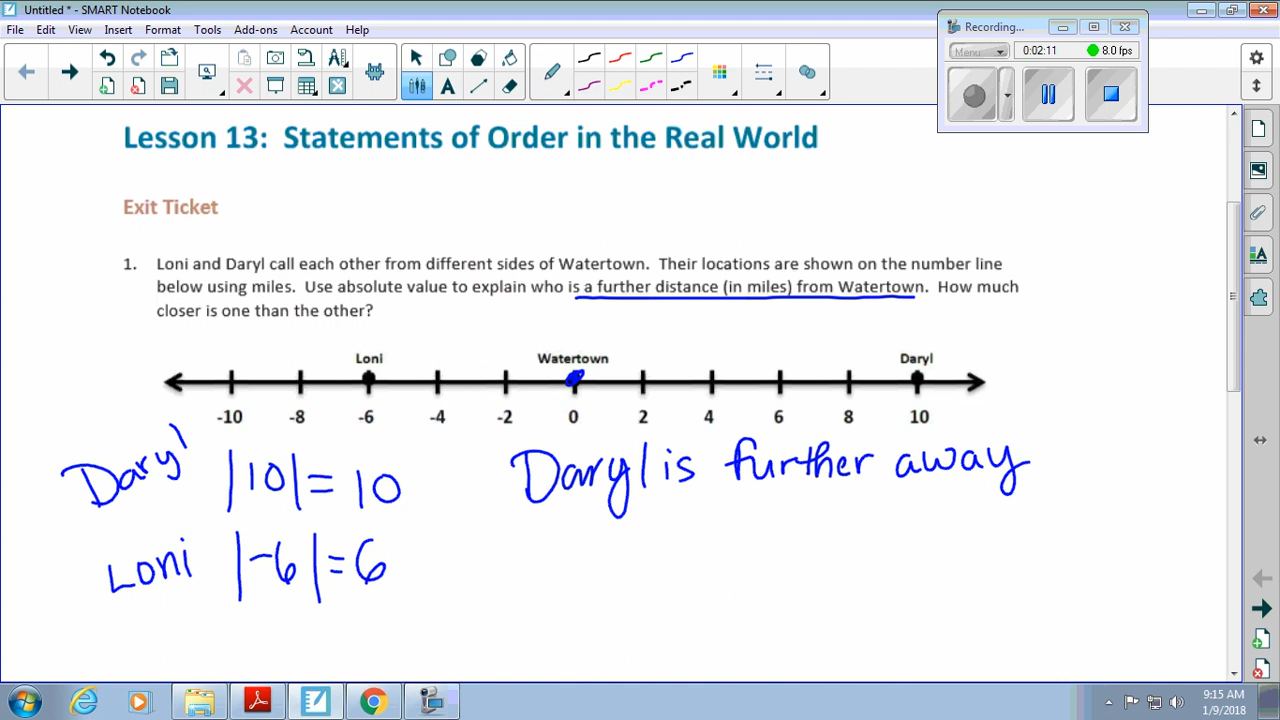 Untitled * - SMART Notebook
File Edit View Insert Format Tools Add-ons Account Help
Recording...
Menu 0:02:11 8.0 fps
Lesson 13: Statements of Order in the Real World
Exit Ticket
1. Loni and Daryl call each other from different sides of Watertown. Their locations are shown on the number line
below using miles. Use absolute value to explain who is a further distance (in miles) from Watertown. How much
closer is one than the other?
Loni Watertown Daryl
-10 -8 -6 -4 -2 0 2 4 6 8 10
Daryl |10| = 10 Daryl is further away
Loni |-6| = 6
9:15 AM
1/9/2018